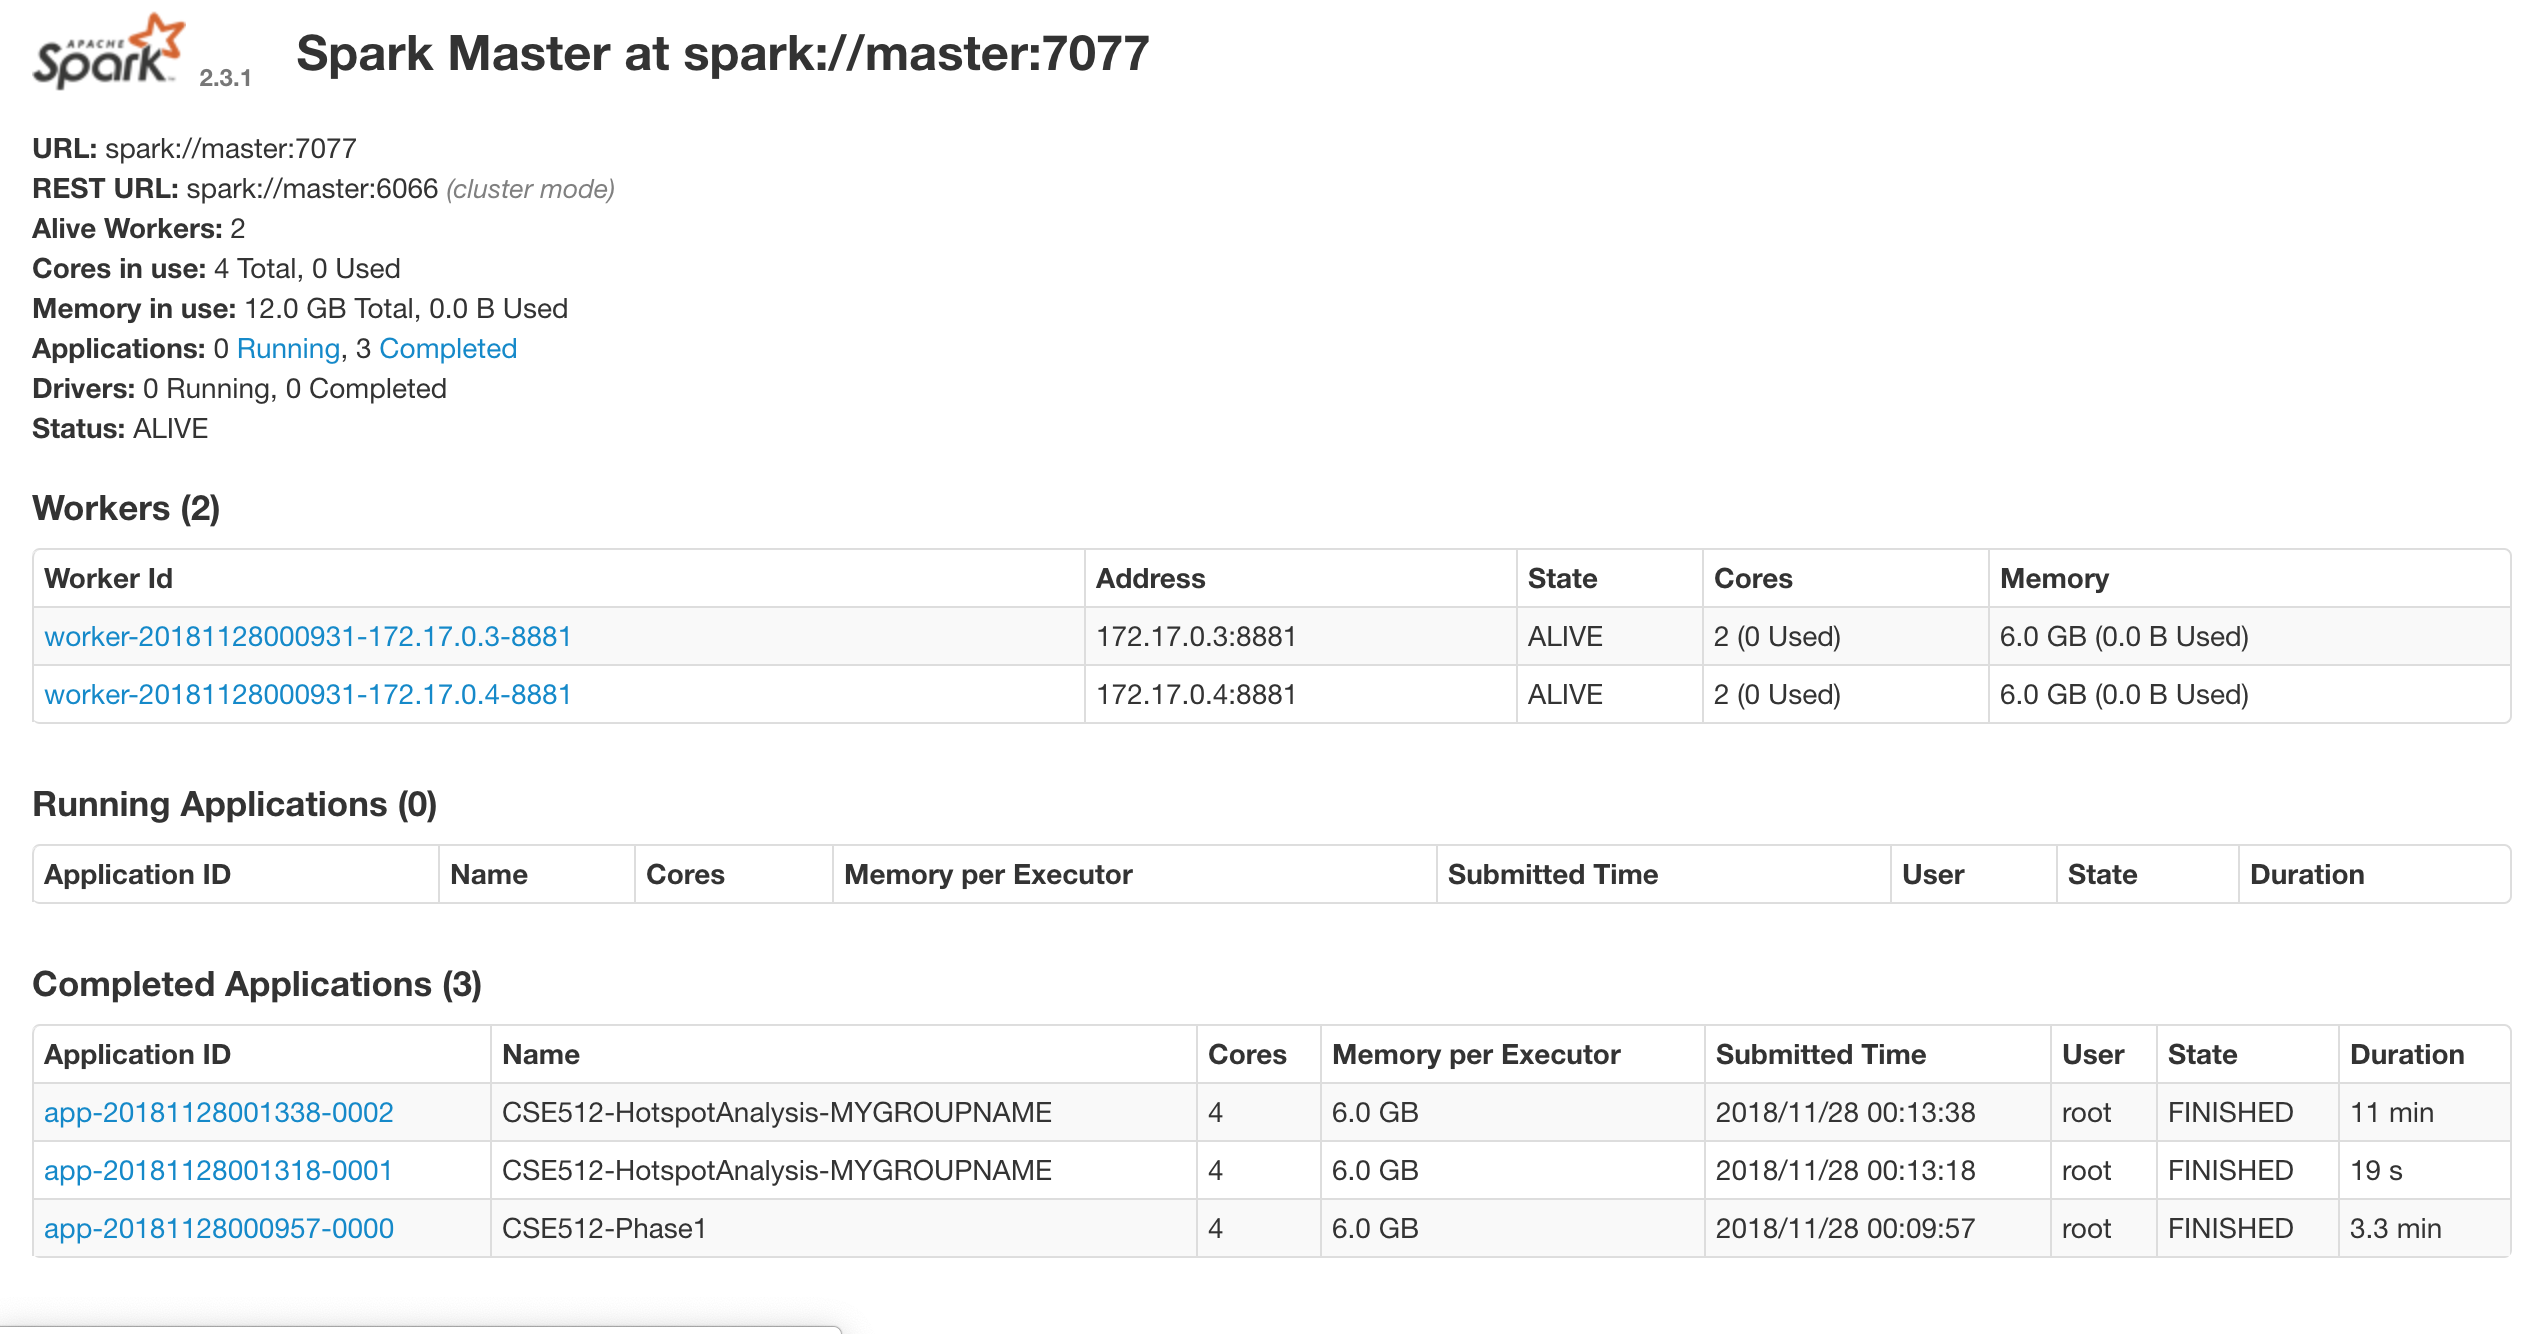 APACHE
Spark™ 2.3.1 Spark Master at spark://master:7077
URL: spark://master:7077
REST URL: spark://master:6066 (cluster mode)
Alive Workers: 2
Cores in use: 4 Total, 0 Used
Memory in use: 12.0 GB Total, 0.0 B Used
Applications: 0 Running, 3 Completed
Drivers: 0 Running, 0 Completed
Status: ALIVE
Workers (2)
Worker Id Address State Cores Memory
worker-20181128000931-172.17.0.3-8881 172.17.0.3:8881 ALIVE 2 (0 Used) 6.0 GB (0.0 B Used)
worker-20181128000931-172.17.0.4-8881 172.17.0.4:8881 ALIVE 2 (0 Used) 6.0 GB (0.0 B Used)
Running Applications (0)
Application ID Name Cores Memory per Executor Submitted Time User State Duration
Completed Applications (3)
Application ID Name Cores Memory per Executor Submitted Time User State Duration
app-20181128001338-0002 CSE512-HotspotAnalysis-MYGROUPNAME 4 6.0 GB 2018/11/28 00:13:38 root FINISHED 11 min
app-20181128001318-0001 CSE512-HotspotAnalysis-MYGROUPNAME 4 6.0 GB 2018/11/28 00:13:18 root FINISHED 19 s
app-20181128000957-0000 CSE512-Phase1 4 6.0 GB 2018/11/28 00:09:57 root FINISHED 3.3 min